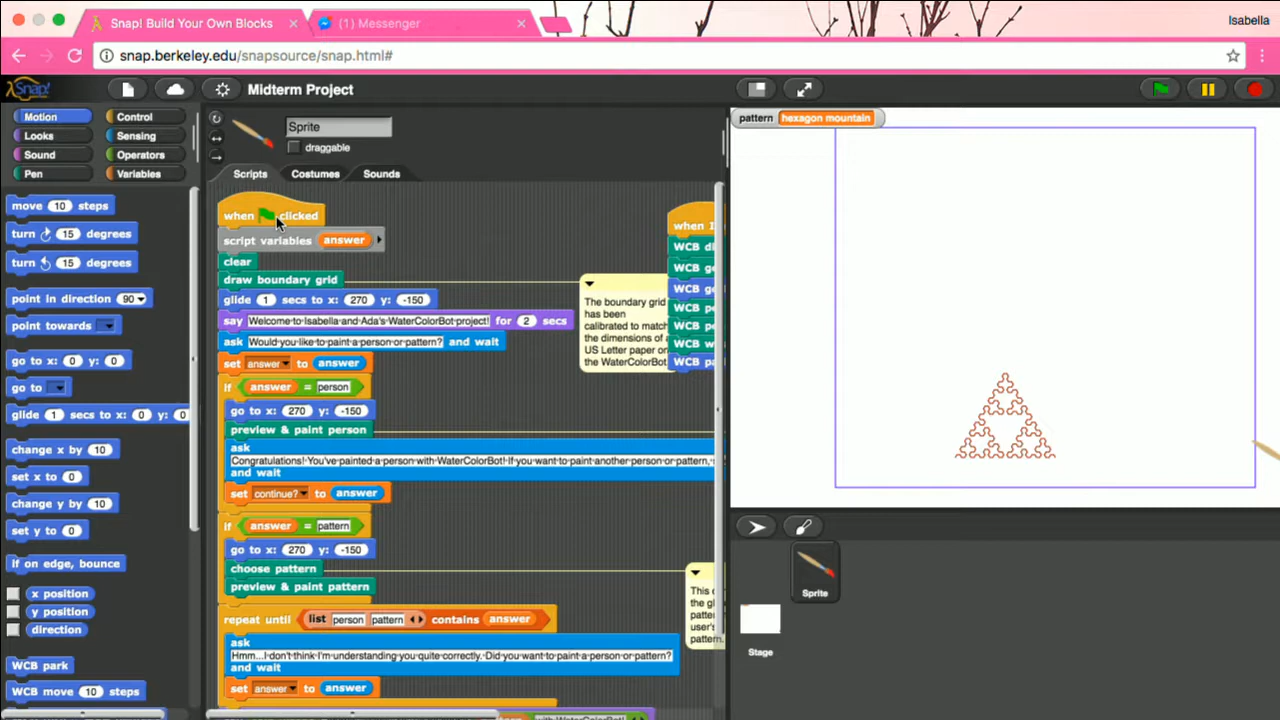 Snap! Build Your Own Blocks
(1) Messenger
Isabella
snap.berkeley.edu/snapsource/snap.html#
Snap!
Midterm Project
Motion
Control
Looks
Sensing
Sound
Operators
Pen
Variables
move 10 steps
turn 15 degrees
turn 15 degrees
point in direction 90
point towards
go to x: 0 y: 0
go to
glide 1 secs to x: 0 y: 0
change x by 10
set x to 0
change y by 10
set y to 0
if on edge, bounce
x position
y position
direction
WCB park
WCB move 10 steps
Sprite
draggable
Scripts
Costumes
Sounds
when clicked
script variables answer
clear
draw boundary grid
glide 1 secs to x: 270 y: -150
say Welcome to Isabella and Ada's WaterColorBot project! for 2 secs
ask Would you like to paint a person or pattern? and wait
set answer to answer
if answer = person
go to x: 270 y: -150
preview & paint person
ask
Congratulations! You've painted a person with WaterColorBot! If you want to paint another person or pattern,
and wait
set continue? to answer
if answer = pattern
go to x: 270 y: -150
choose pattern
preview & paint pattern
repeat until list person pattern contains answer
ask
Hmm...I don't think I'm understanding you quite correctly. Did you want to paint a person or pattern?
and wait
set answer to answer
with WaterColorBot!
The boundary grid
has been
calibrated to match
the dimensions of a
US Letter paper on
the WaterColorBot
when I
WCB
WCB
WCB
WCB
WCB
WCB
WCB
This
the
user's
pattern.
pattern hexagon mountain
Sprite
Stage